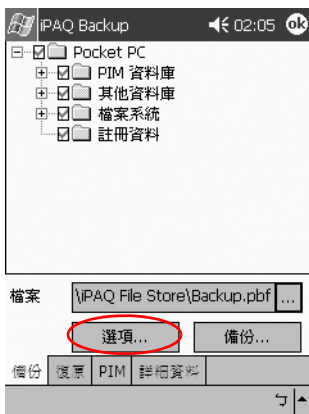 iPAQ Backup 02:05 ok
Pocket PC
PIM 資料庫
其他資料庫
檔案系統
註冊資料
檔案 \iPAQ File Store\Backup.pbf ...
選項... 備份...
備份 復原 PIM 詳細資料
ㄅ